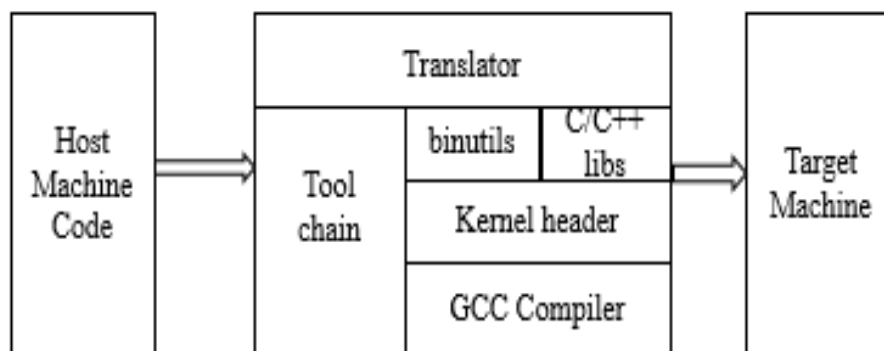 Host
Machine
Code
Translator
Tool
chain
binutils
C/C++
libs
Kernel header
GCC Compiler
Target
Machine